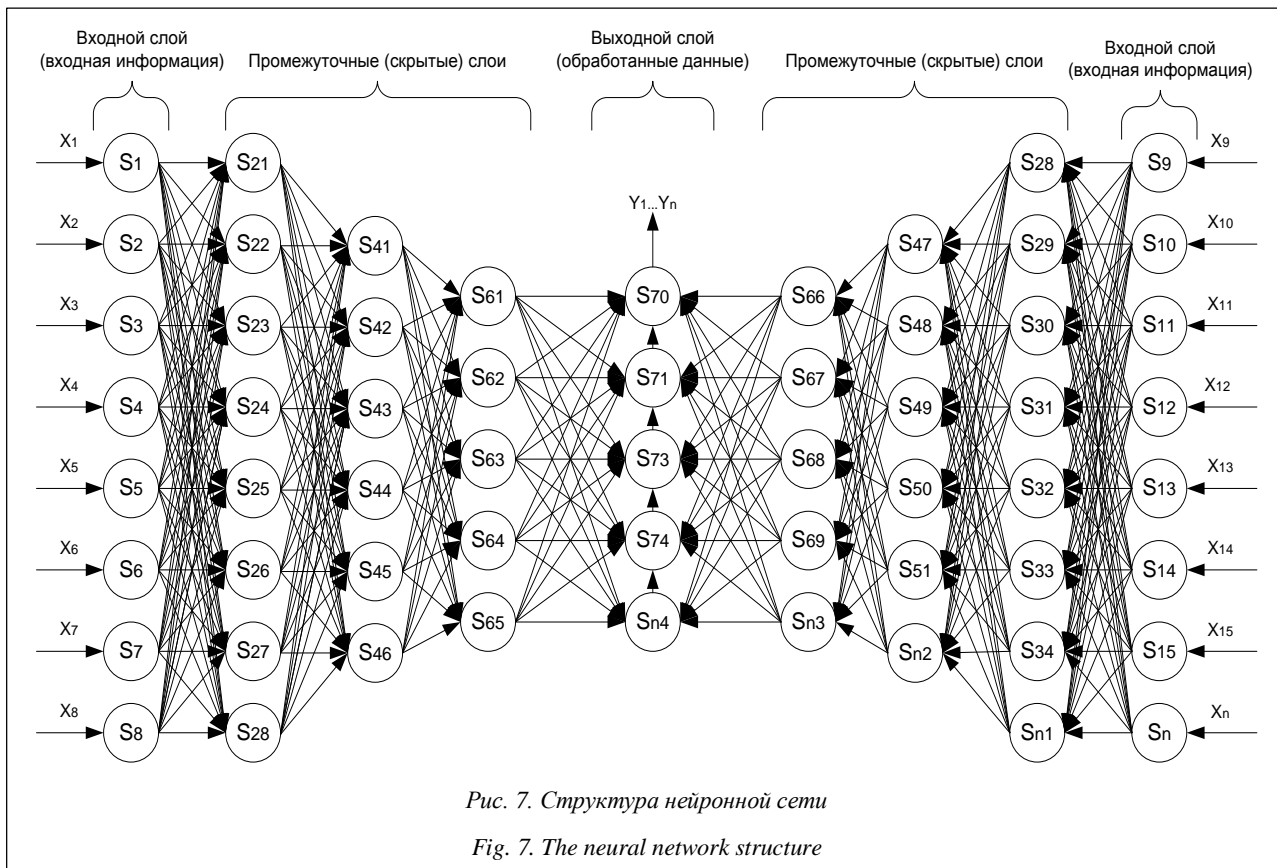 Входной слой
(входная информация)
Промежуточные (скрытые) слои
Выходной слой
(обработанные данные)
Промежуточные (скрытые) слои
Входной слой
(входная информация)
X1 S1 S21 S28 S9 X9
Y1...Yn
X2 S2 S22 S41 S47 S29 S10 X10
S61 S70 S66
X3 S3 S23 S42 S48 S30 S11 X11
S62 S71 S67
X4 S4 S24 S43 S49 S31 S12 X12
S63 S73 S68
X5 S5 S25 S44 S50 S32 S13 X13
S64 S74 S69
X6 S6 S26 S45 S51 S33 S14 X14
S65 Sn4 Sn3
X7 S7 S27 S46 Sn2 S34 S15 X15
X8 S8 S28 Sn1 Sn Xn
Рис. 7. Структура нейронной сети
Fig. 7. The neural network structure